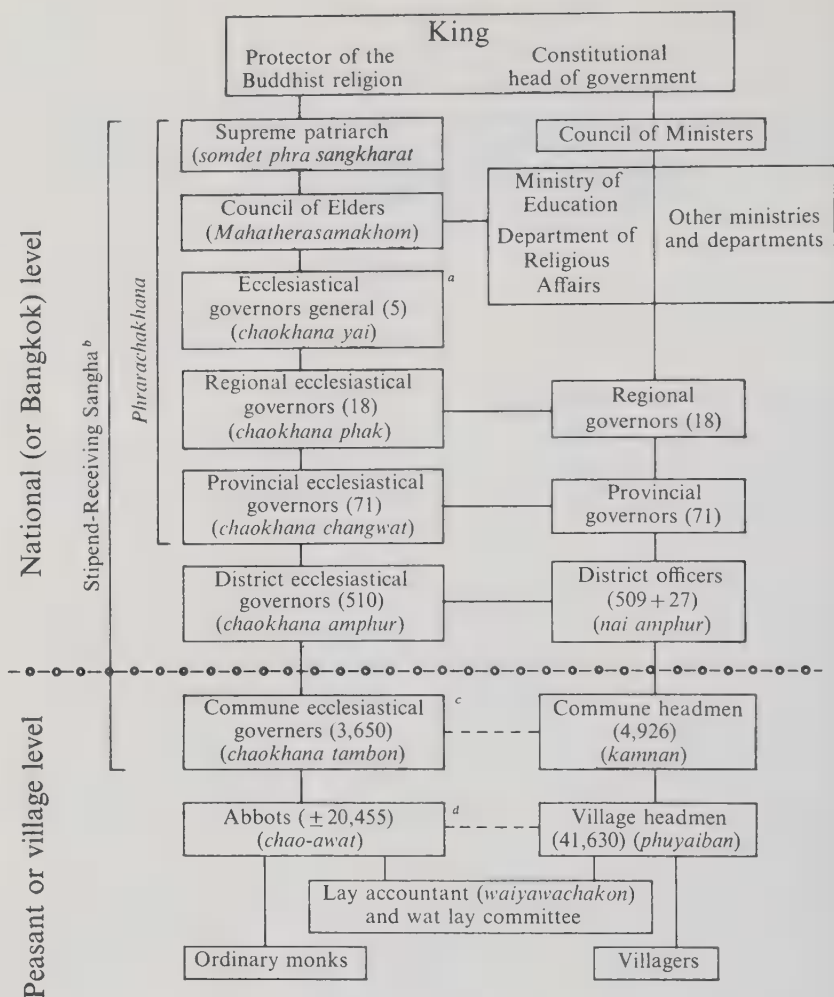 King
Protector of the
Buddhist religion
Constitutional
head of government
Supreme patriarch
(somdet phra sangkharat
Council of Ministers
Council of Elders
(Mahatherasamakhom)
Ministry of
Education
Department of
Religious
Affairs
Other ministries
and departments
Ecclesiastical
governors general (5)
(chaokhana yai)
a
Regional ecclesiastical
governors (18)
(chaokhana phak)
Regional
governors (18)
Provincial ecclesiastical
governors (71)
(chaokhana changwat)
Provincial
governors (71)
District ecclesiastical
governors (510)
(chaokhana amphur)
District officers
(509 + 27)
(nai amphur)
National (or Bangkok) level
Stipend-Receiving Sangha b
Phrarachakhana
Commune ecclesiastical
governers (3,650)
(chaokhana tambon)
c
Commune headmen
(4,926)
(kamnan)
Abbots (±20,455)
(chao-awat)
d
Village headmen
(41,630) (phuyaiban)
Lay accountant (waiyawachakon)
and wat lay committee
Ordinary monks
Villagers
Peasant or village level